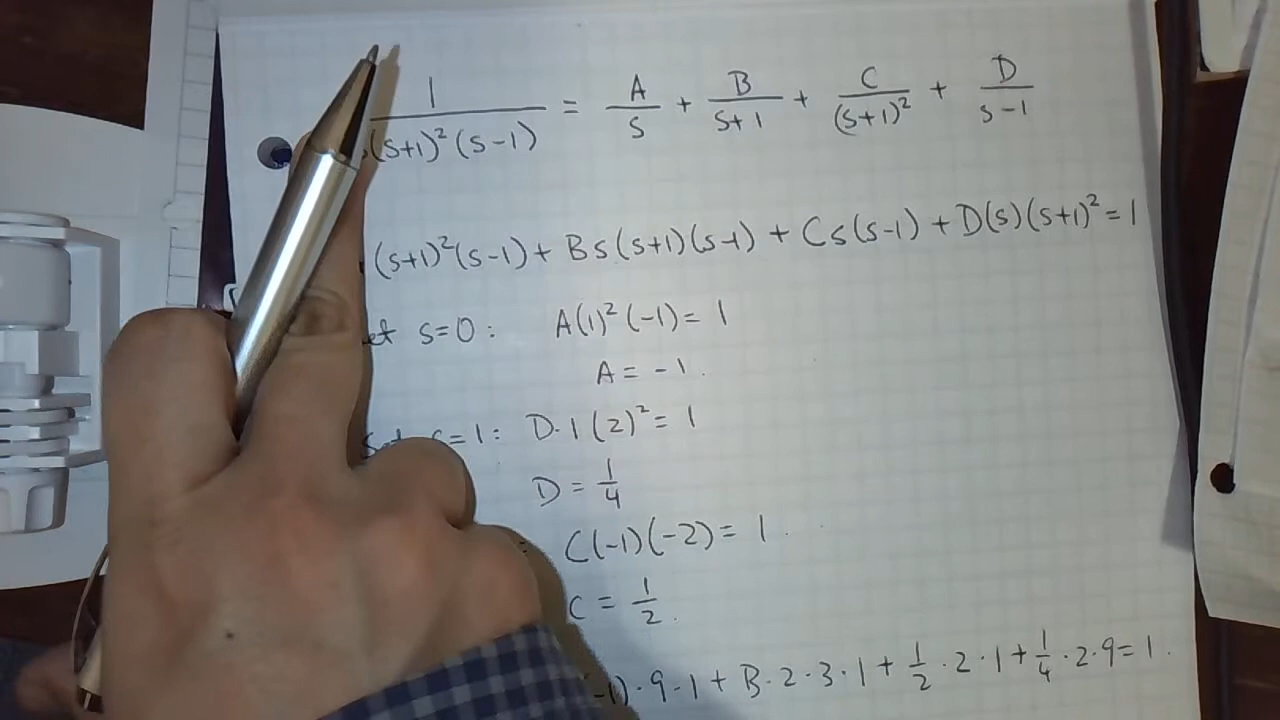 1/(s+1)²(s-1) = A/s + B/(s+1) + C/(s+1)² + D/(s-1)
(s+1)²(s-1) + Bs(s+1)(s-1) + Cs(s-1) + D(s)(s+1)² = 1
s=0: A(1)²(-1) = 1
A = -1.
=1: D·1(2)² = 1
D = 1/4
C(-1)(-2) = 1.
C = 1/2.
·9·1 + B·2·3·1 + 1/2·2·1 + 1/4·2·9 = 1.